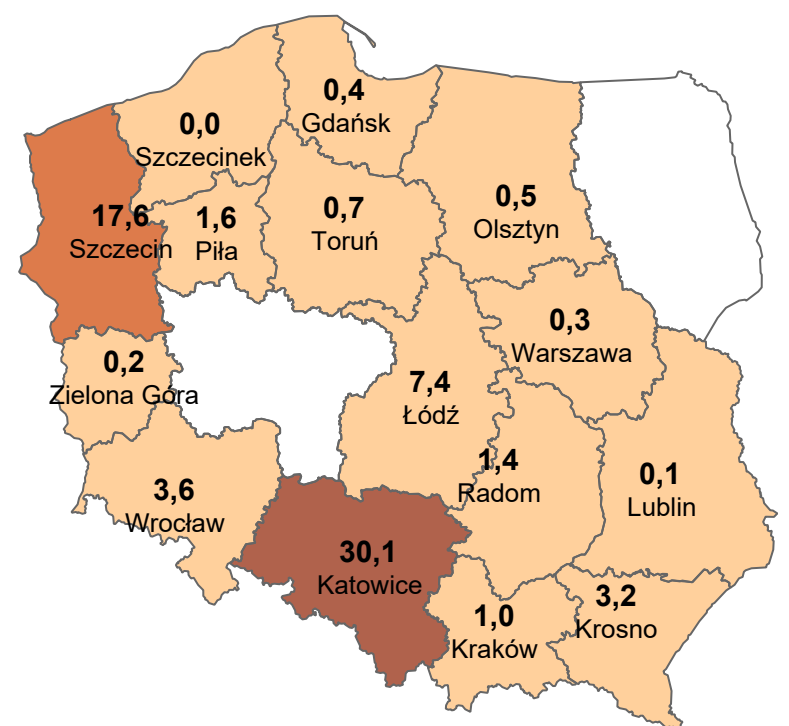 0,4
Gdańsk
0,0
Szczecinek
17,6
Szczecin
1,6
Piła
0,7
Toruń
0,5
Olsztyn
0,3
Warszawa
0,2
Zielona Góra
7,4
Łódź
1,4
Radom
0,1
Lublin
3,6
Wrocław
30,1
Katowice
1,0
Kraków
3,2
Krosno